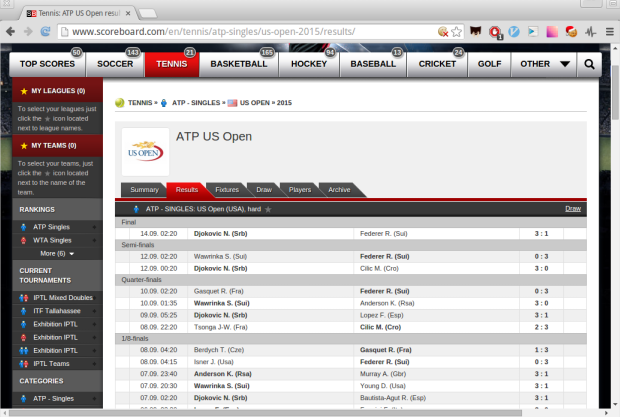 Tennis: ATP US Open resul
www.scoreboard.com/en/tennis/atp-singles/us-open-2015/results/
TOP SCORES 50
SOCCER 143
TENNIS 21
BASKETBALL 165
HOCKEY 94
BASEBALL 13
CRICKET 24
GOLF
OTHER
MY LEAGUES (0)
To select your leagues just
click the ★ icon located
next to league names.
MY TEAMS (0)
To select your teams, just
click the ★ icon located
next to the name of the
team.
RANKINGS
ATP Singles
WTA Singles
More (6)
CURRENT
TOURNAMENTS
IPTL Mixed Doubles
ITF Tallahassee
Exhibition IPTL
Exhibition IPTL
Exhibition IPTL
IPTL Teams
CATEGORIES
ATP - Singles
TENNIS » ATP - SINGLES » US OPEN » 2015
US OPEN
ATP US Open
Summary Results Fixtures Draw Players Archive
ATP - SINGLES: US Open (USA), hard ★ Draw
Final
14.09. 02:20 Djokovic N. (Srb) Federer R. (Sui) 3 : 1
Semi-finals
12.09. 02:20 Wawrinka S. (Sui) Federer R. (Sui) 0 : 3
12.09. 00:20 Djokovic N. (Srb) Cilic M. (Cro) 3 : 0
Quarter-finals
10.09. 02:20 Gasquet R. (Fra) Federer R. (Sui) 0 : 3
10.09. 01:35 Wawrinka S. (Sui) Anderson K. (Rsa) 3 : 0
09.09. 05:25 Djokovic N. (Srb) Lopez F. (Esp) 3 : 1
08.09. 22:20 Tsonga J-W. (Fra) Cilic M. (Cro) 2 : 3
1/8-finals
08.09. 04:20 Berdych T. (Cze) Gasquet R. (Fra) 1 : 3
08.09. 04:15 Isner J. (Usa) Federer R. (Sui) 0 : 3
07.09. 23:40 Anderson K. (Rsa) Murray A. (Gbr) 3 : 1
07.09. 20:30 Wawrinka S. (Sui) Young D. (Usa) 3 : 1
07.09. 02:20 Djokovic N. (Srb) Bautista-Agut R. (Esp) 3 : 1